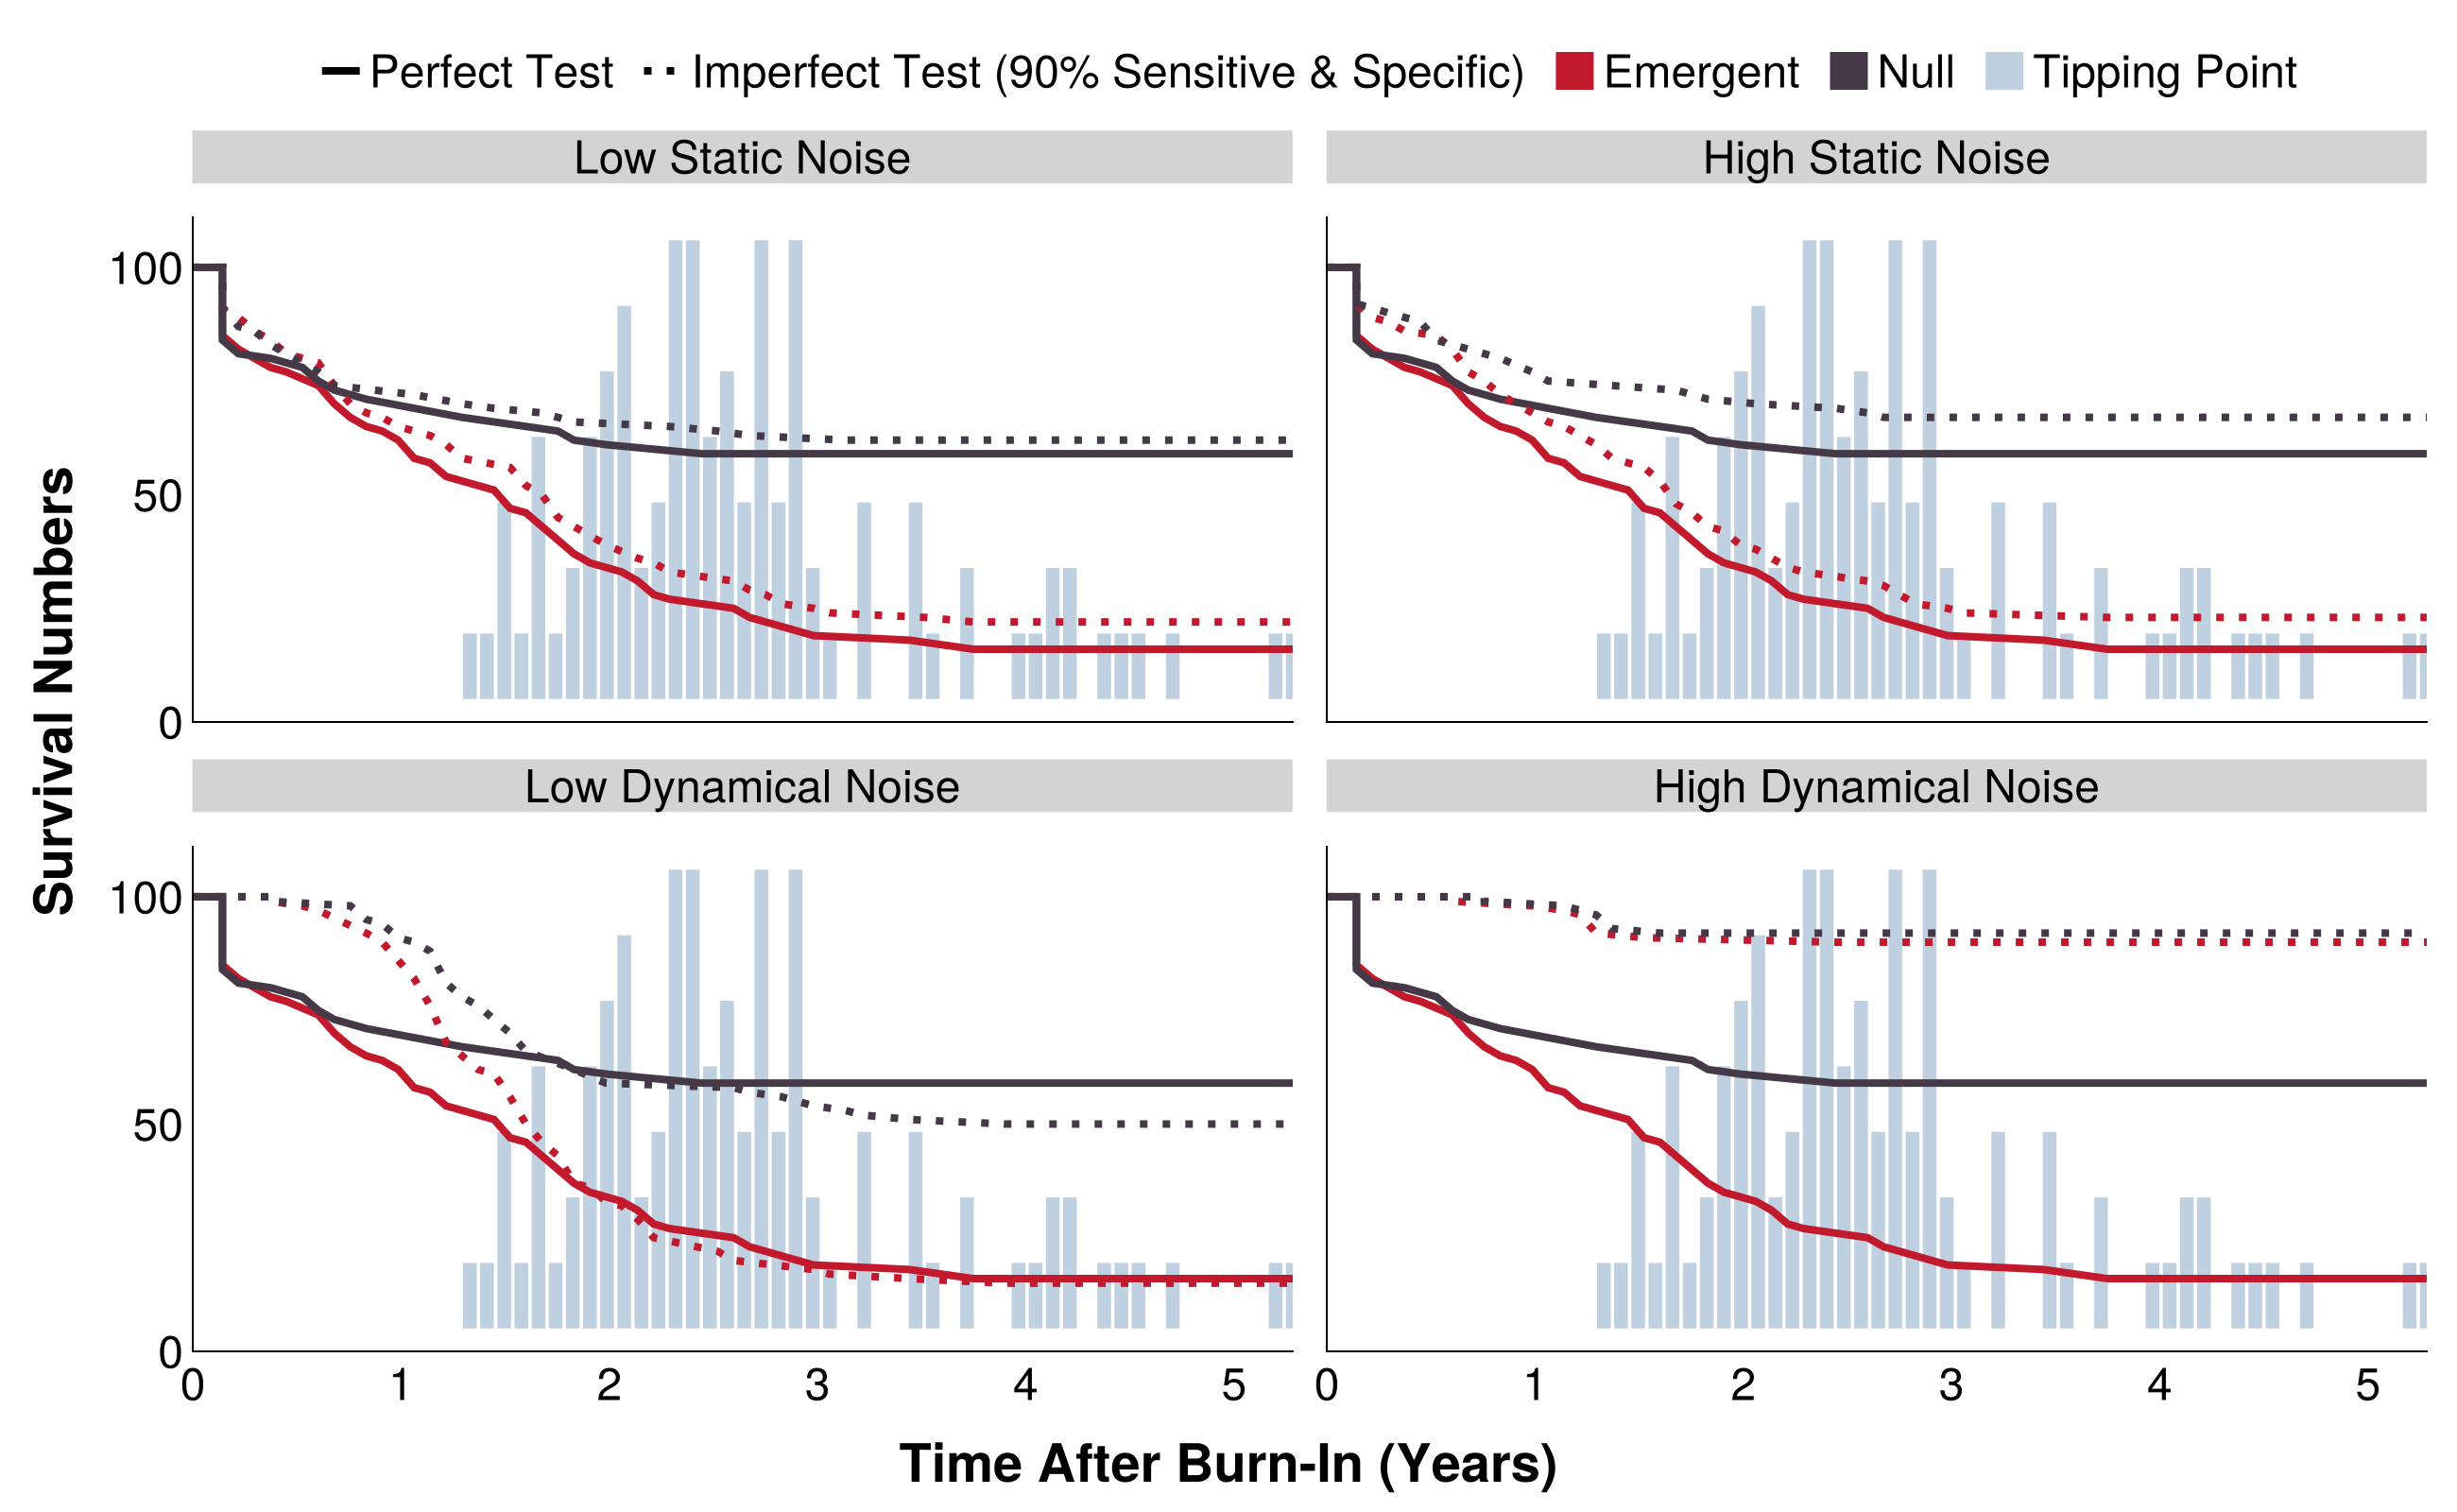 Perfect Test Imperfect Test (90% Sensitive & Specific) Emergent Null Tipping Point
Low Static Noise
High Static Noise
100
50
0
Survival Numbers
Low Dynamical Noise
High Dynamical Noise
100
50
0
0 1 2 3 4 5
0 1 2 3 4 5
Time After Burn-In (Years)